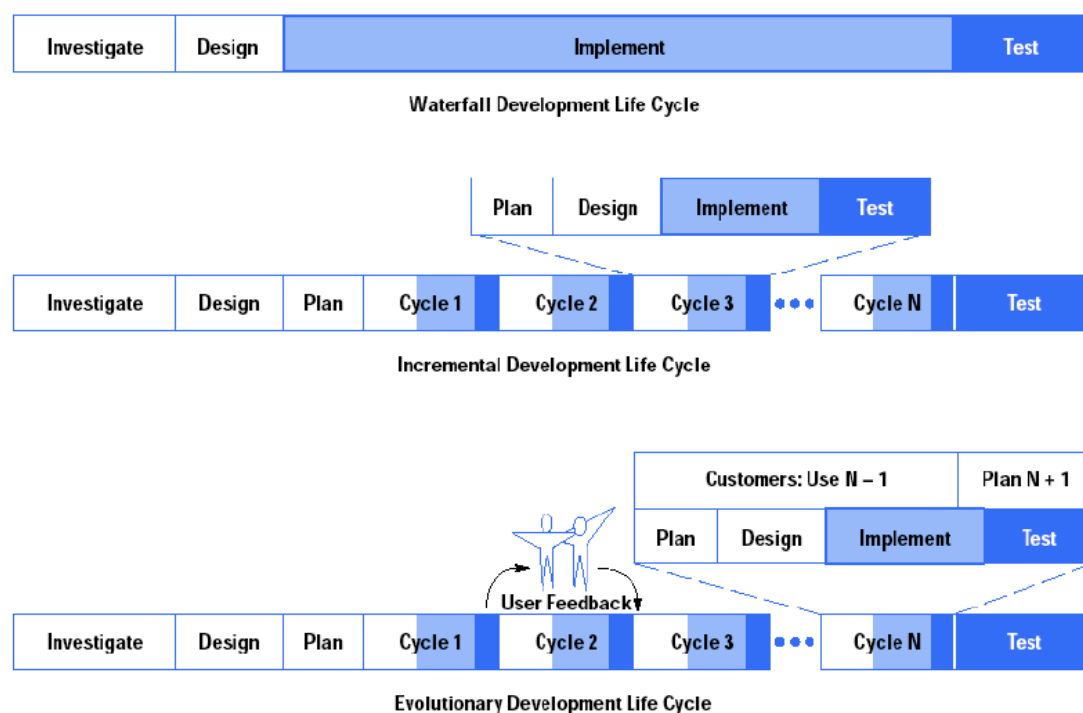 Investigate Design Implement Test
Waterfall Development Life Cycle
Plan Design Implement Test
Investigate Design Plan Cycle 1 Cycle 2 Cycle 3 Cycle N Test
Incremental Development Life Cycle
Customers: Use N – 1 Plan N + 1
Plan Design Implement Test
User Feedback
Investigate Design Plan Cycle 1 Cycle 2 Cycle 3 Cycle N Test
Evolutionary Development Life Cycle